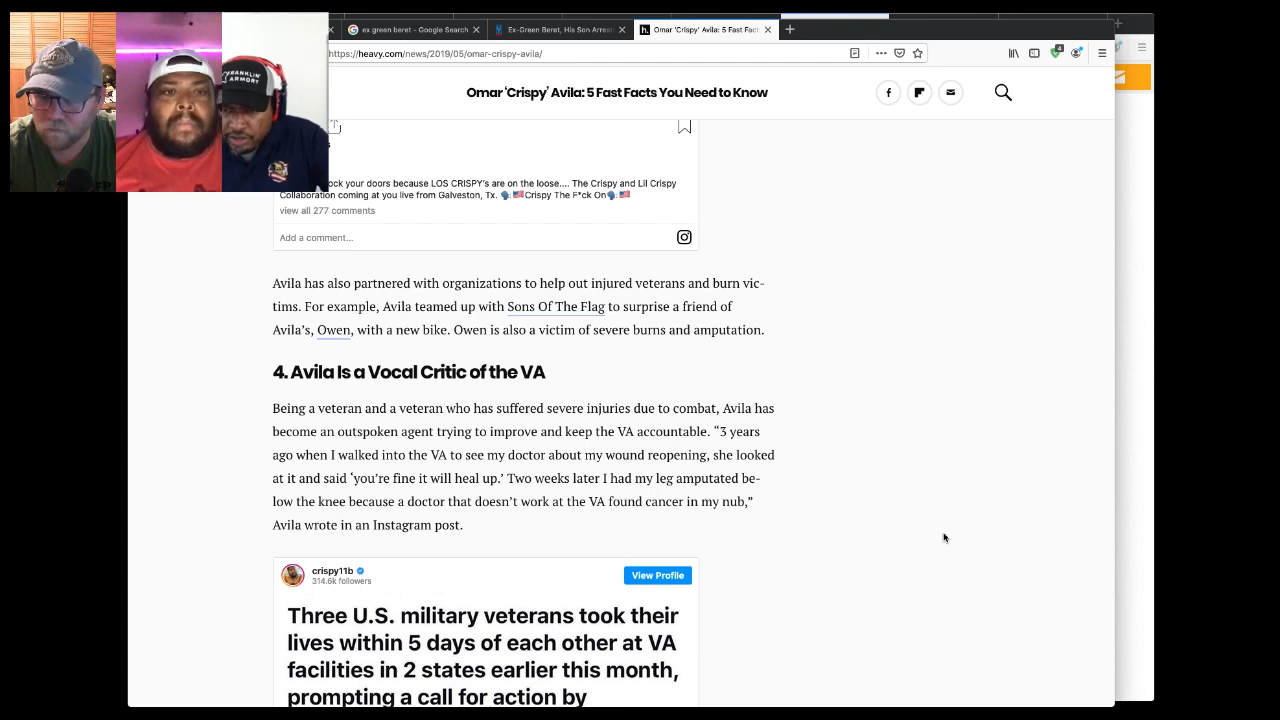 ex green beret - Google Search
Ex-Green Beret, His Son Arres
Omar ‘Crispy’ Avila: 5 Fast Fac
https://heavy.com/news/2019/05/omar-crispy-avila/
4
FRANKLIN
ARMORY
Omar ‘Crispy’ Avila: 5 Fast Facts You Need to Know
ock your doors because LOS CRISPY's are on the loose.... The Crispy and Lil Crispy
Collaboration coming at you live from Galveston, Tx. 🗣🇺🇸Crispy The F*ck On🗣🇺🇸
view all 277 comments
Add a comment...
Avila has also partnered with organizations to help out injured veterans and burn vic-
tims. For example, Avila teamed up with Sons Of The Flag to surprise a friend of
Avila’s, Owen, with a new bike. Owen is also a victim of severe burns and amputation.
4. Avila Is a Vocal Critic of the VA
Being a veteran and a veteran who has suffered severe injuries due to combat, Avila has
become an outspoken agent trying to improve and keep the VA accountable. “3 years
ago when I walked into the VA to see my doctor about my wound reopening, she looked
at it and said ‘you’re fine it will heal up.’ Two weeks later I had my leg amputated be-
low the knee because a doctor that doesn’t work at the VA found cancer in my nub,”
Avila wrote in an Instagram post.
crispy11b
314.6k followers
View Profile
Three U.S. military veterans took their
lives within 5 days of each other at VA
facilities in 2 states earlier this month,
prompting a call for action by